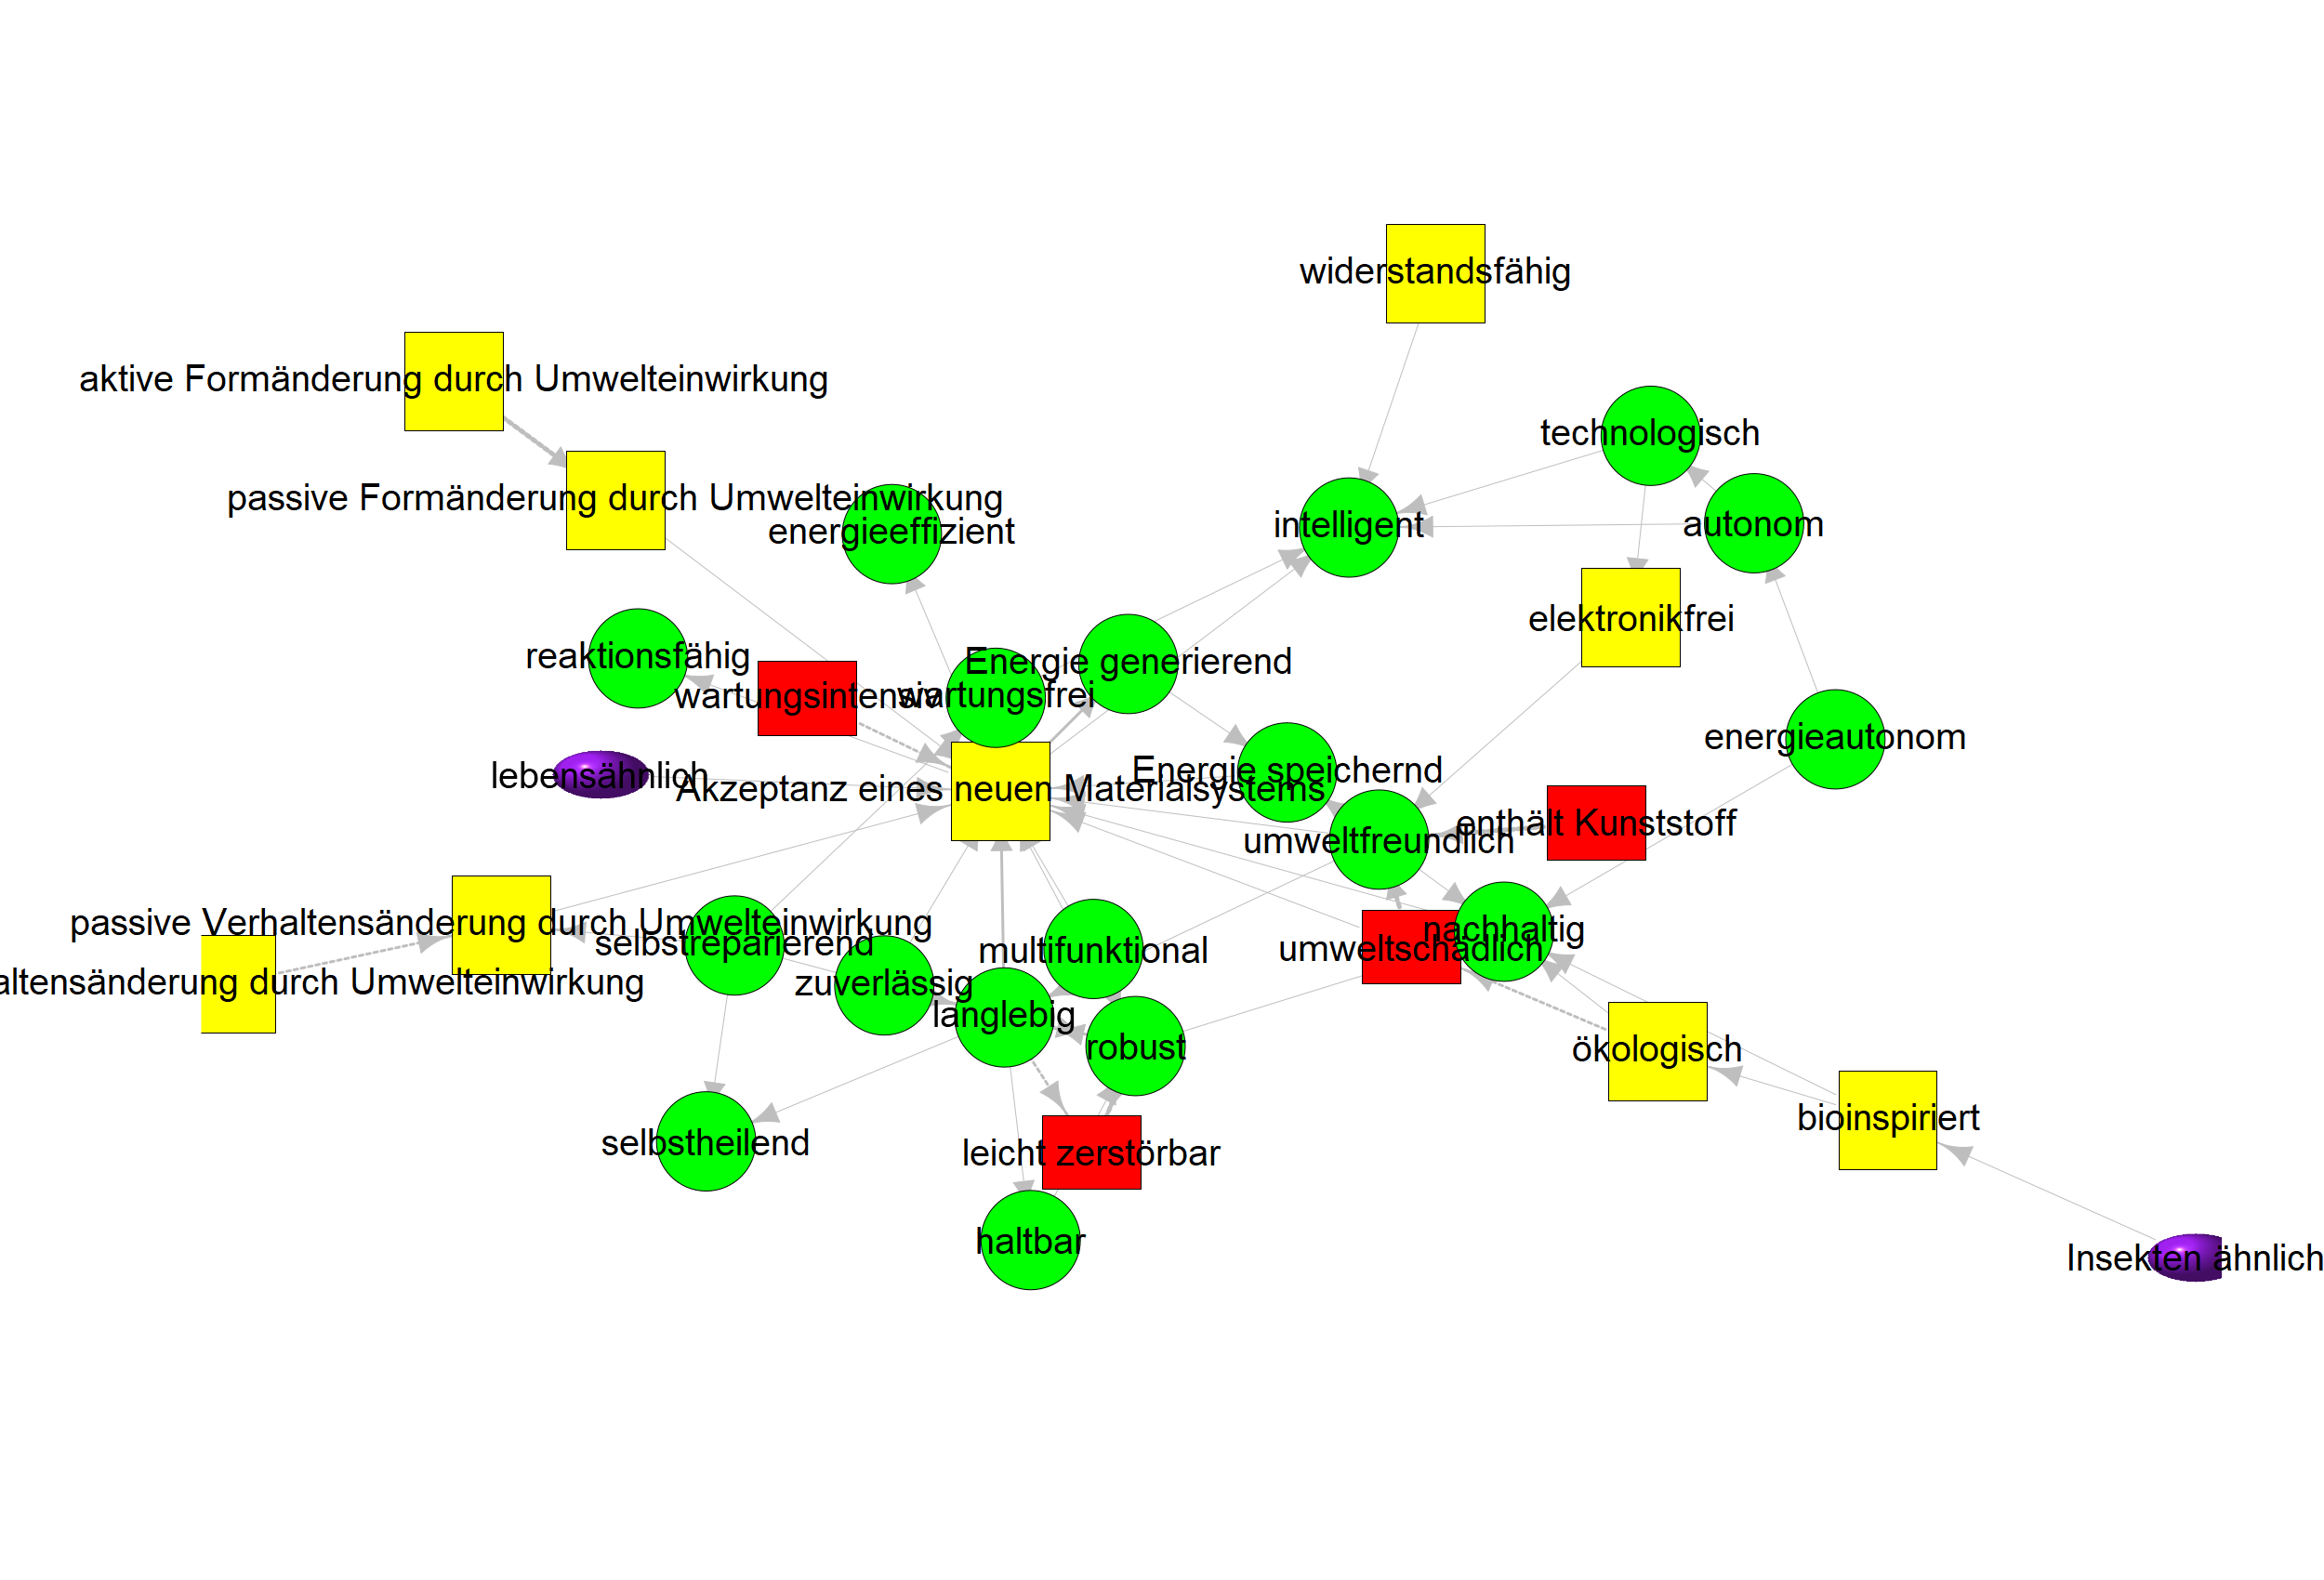 widerstandsfähig
aktive Formänderung durch Umwelteinwirkung
technologisch
passive Formänderung durch Umwelteinwirkung
energieeffizient
intelligent
autonom
elektronikfrei
reaktionsfähig
Energie generierend
wartungsintensiv
wartungsfrei
energieautonom
lebensähnlich
Energie speichernd
Akzeptanz eines neuen Materialsystems
enthält Kunststoff
umweltfreundlich
passive Verhaltensänderung durch Umwelteinwirkung
selbstreparierend
multifunktional
nachhaltig
umweltschädlich
altensänderung durch Umwelteinwirkung
zuverlässig
langlebig
robust
ökologisch
bioinspiriert
selbstheilend
leicht zerstörbar
haltbar
Insekten ähnlich